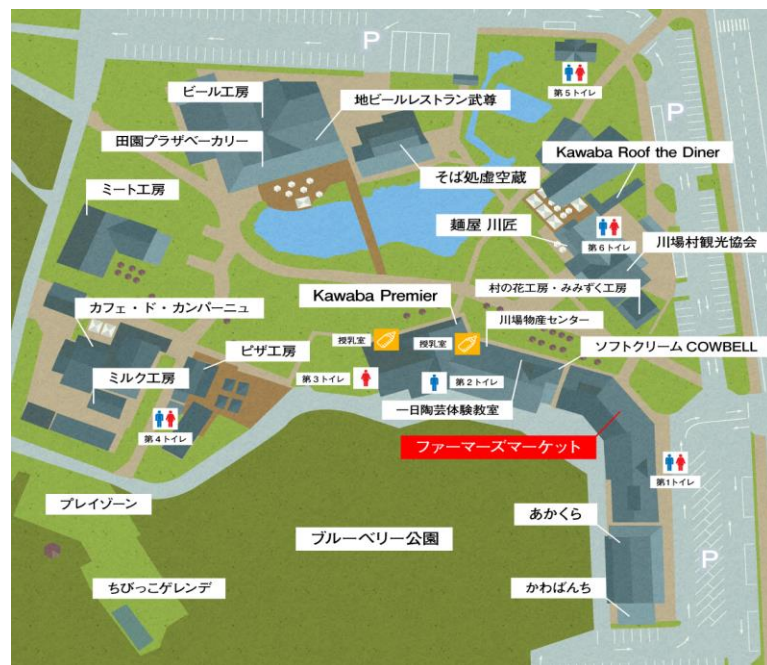 P
ビール工房
地ビールレストラン武尊
第5トイレ
P
田園プラザベーカリー
Kawaba Roof the Diner
ミート工房
そば処虚空蔵
麺屋 川匠
第6トイレ
川場村観光協会
村の花工房・みみずく工房
Kawaba Premier
カフェ・ド・カンパーニュ
川場物産センター
授乳室
授乳室
ソフトクリーム COWBELL
ピザ工房
ミルク工房
第3トイレ
第2トイレ
一日陶芸体験教室
第4トイレ
ファーマーズマーケット
第1トイレ
プレイゾーン
あかくら
ブルーベリー公園
P
ちびっこゲレンデ
かわばんち